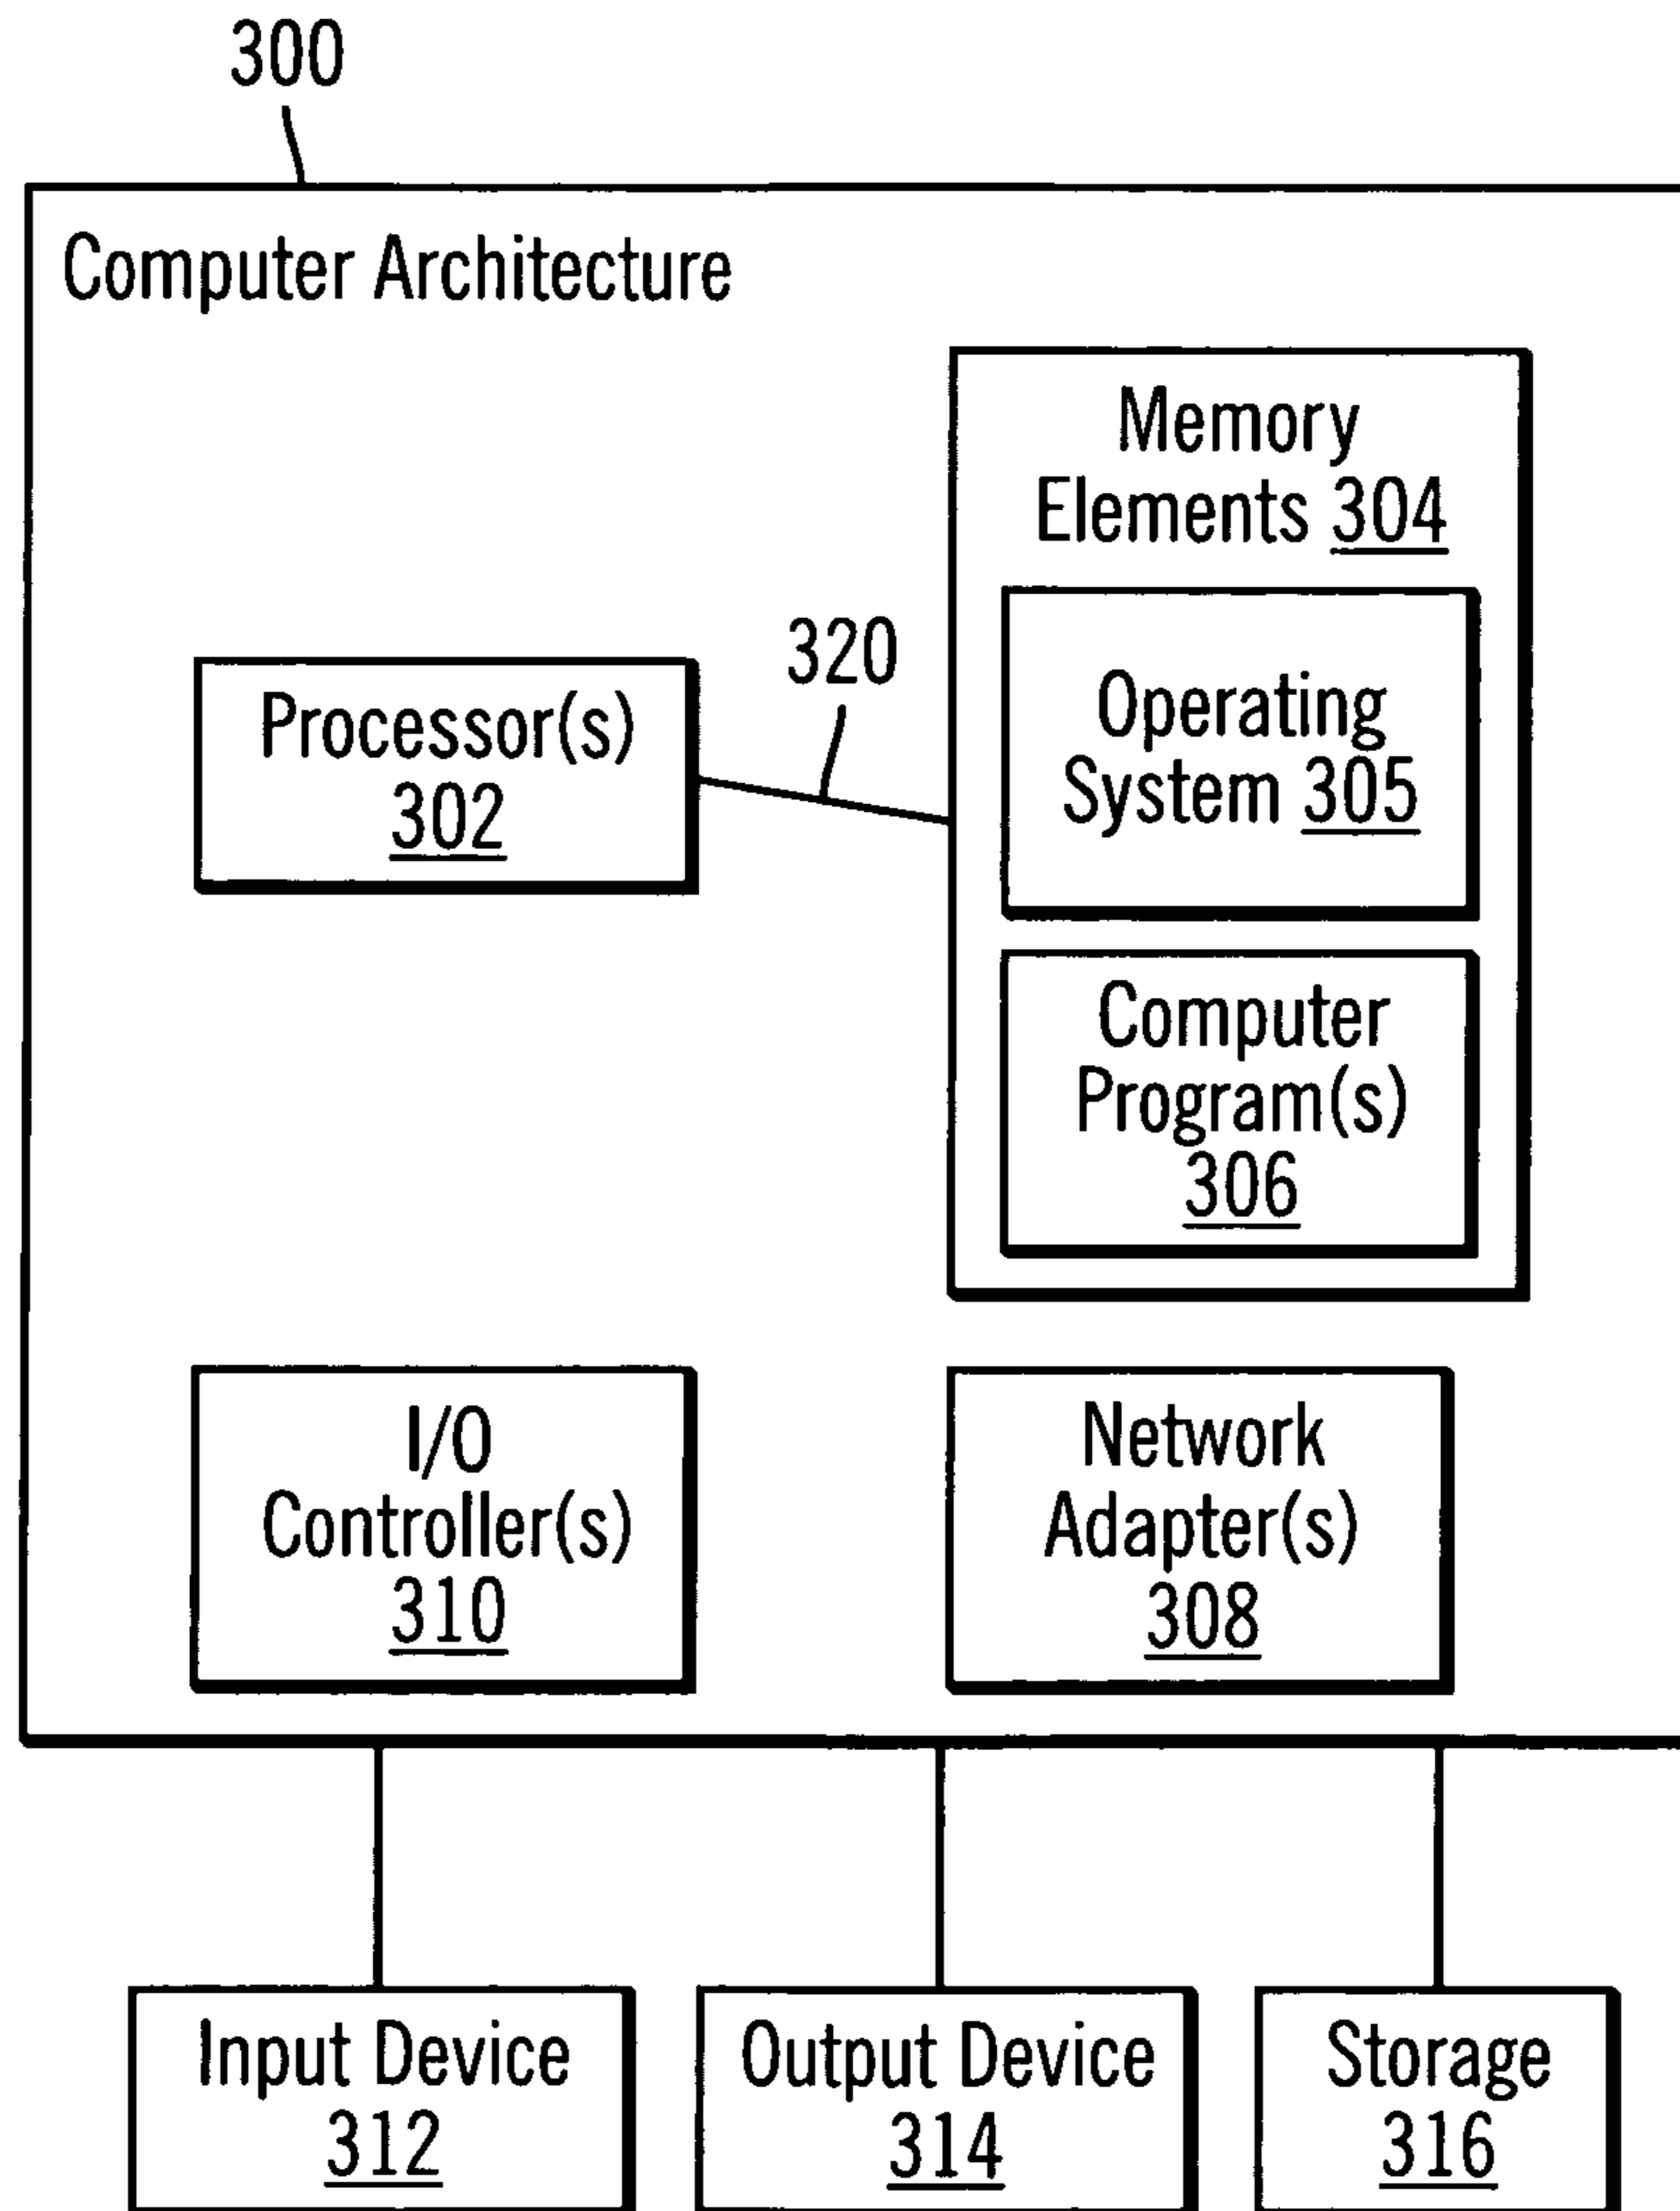 300
Computer Architecture
Memory
Elements 304
320
Operating
System 305
Processor(s)
302
Computer
Program(s)
306
I/O
Controller(s)
310
Network
Adapter(s)
308
Input Device
312
Output Device
314
Storage
316